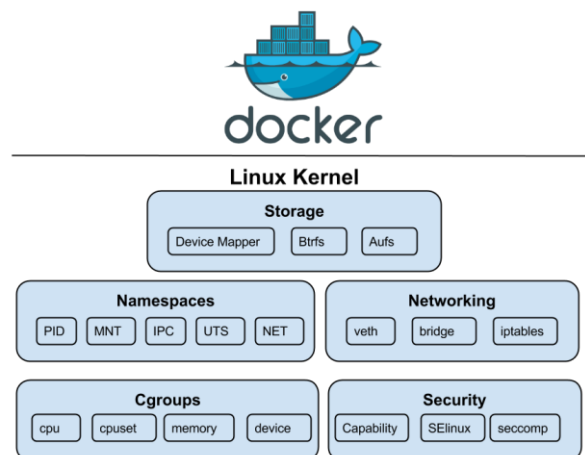 docker
Linux Kernel
Storage
Device Mapper Btrfs Aufs
Namespaces
PID MNT IPC UTS NET
Networking
veth bridge iptables
Cgroups
cpu cpuset memory device
Security
Capability SElinux seccomp